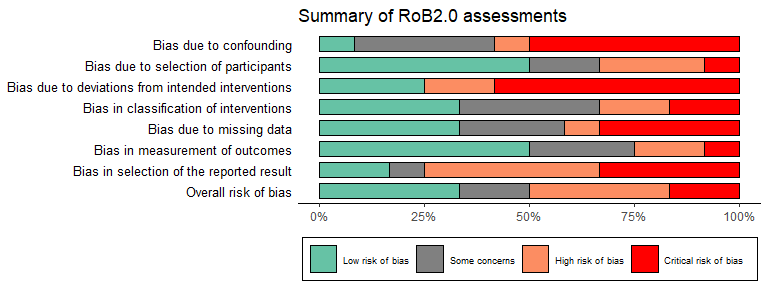 Summary of RoB2.0 assessments
Bias due to confounding
Bias due to selection of participants
Bias due to deviations from intended interventions
Bias in classification of interventions
Bias due to missing data
Bias in measurement of outcomes
Bias in selection of the reported result
Overall risk of bias
0% 25% 50% 75% 100%
Low risk of bias Some concerns High risk of bias Critical risk of bias